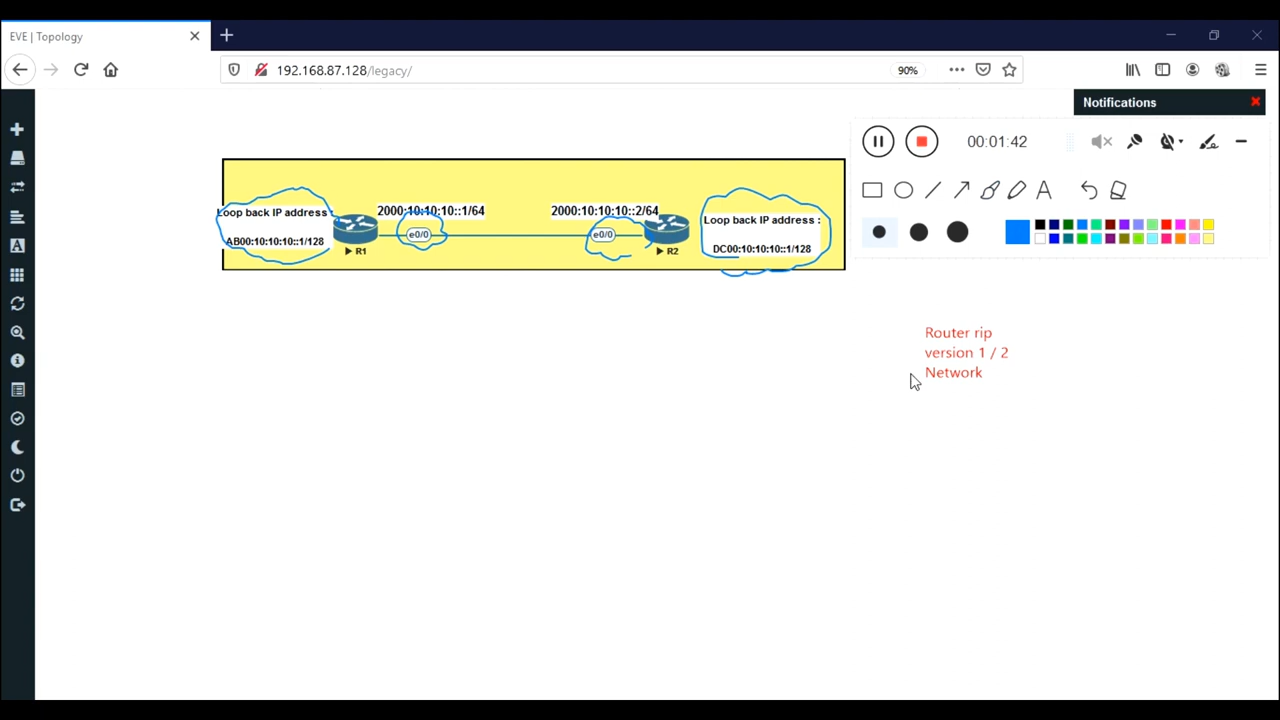 EVE | Topology
192.168.87.128/legacy/
90%
Notifications
00:01:42
A
A
2000:10:10:10::1/64
2000:10:10:10::2/64
Loop back IP address :
AB00:10:10:10::1/128
e0/0
R1
e0/0
R2
Loop back IP address :
DC00:10:10:10::1/128
Router rip
version 1 / 2
Network